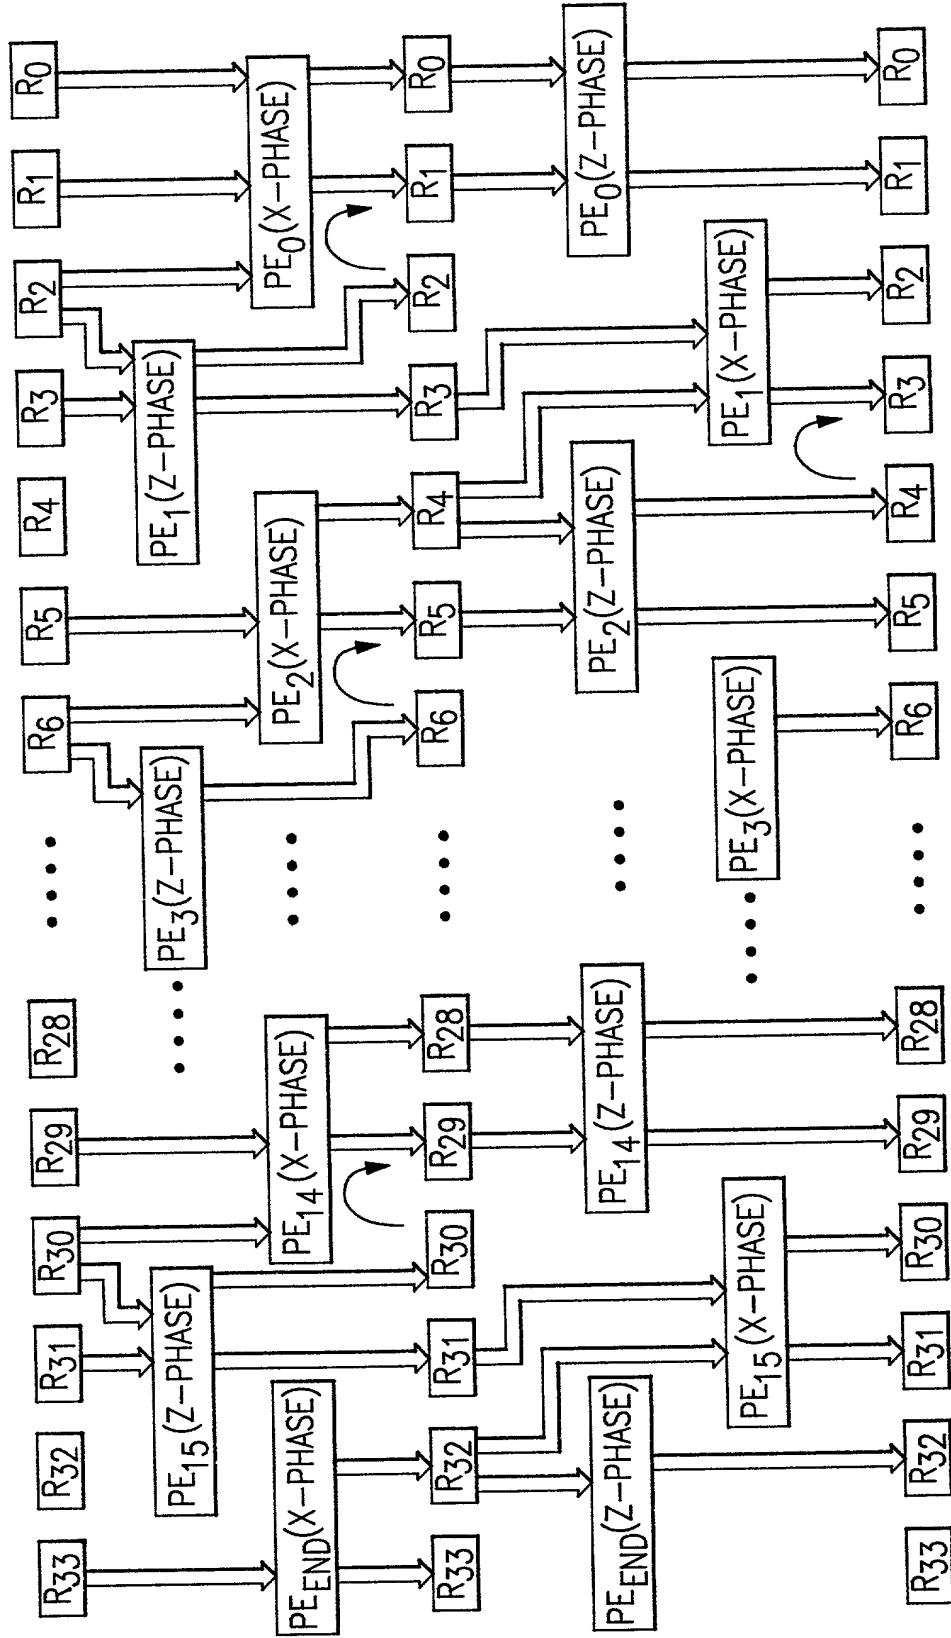 R33 R32 R31 R30 R29 R28 •••• R6 R5 R4 R3 R2 R1 R0
PE15(Z-PHASE) •••• PE3(Z-PHASE) PE1(Z-PHASE)
PEEND(X-PHASE) PE14(X-PHASE) •••• PE2(X-PHASE) PE0(X-PHASE)
R33 R32 R31 R30 R29 R28 •••• R6 R5 R4 R3 R2 R1 R0
PEEND(Z-PHASE) PE14(Z-PHASE) •••• PE2(Z-PHASE) PE0(Z-PHASE)
PE15(X-PHASE) •••• PE3(X-PHASE) PE1(X-PHASE)
R33 R32 R31 R30 R29 R28 •••• R6 R5 R4 R3 R2 R1 R0